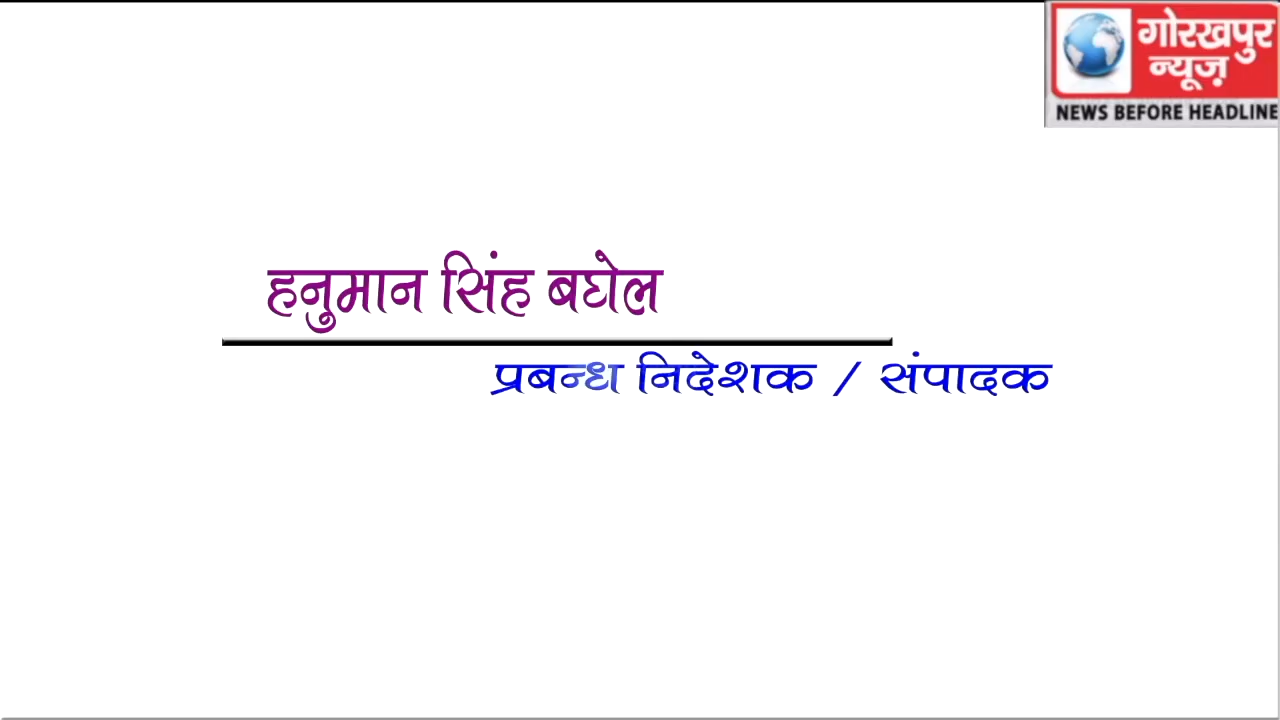 गोरखपुर
न्यूज़
NEWS BEFORE HEADLINE
हनुमान सिंह बघेल
प्रबन्ध निदेशक / संपादक